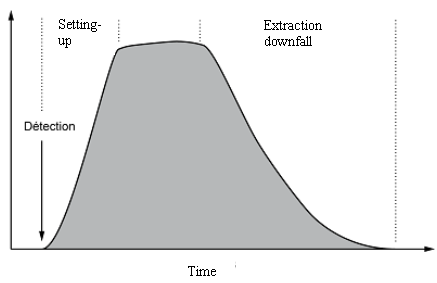 Setting-
up
Extraction
downfall
Détection
Time